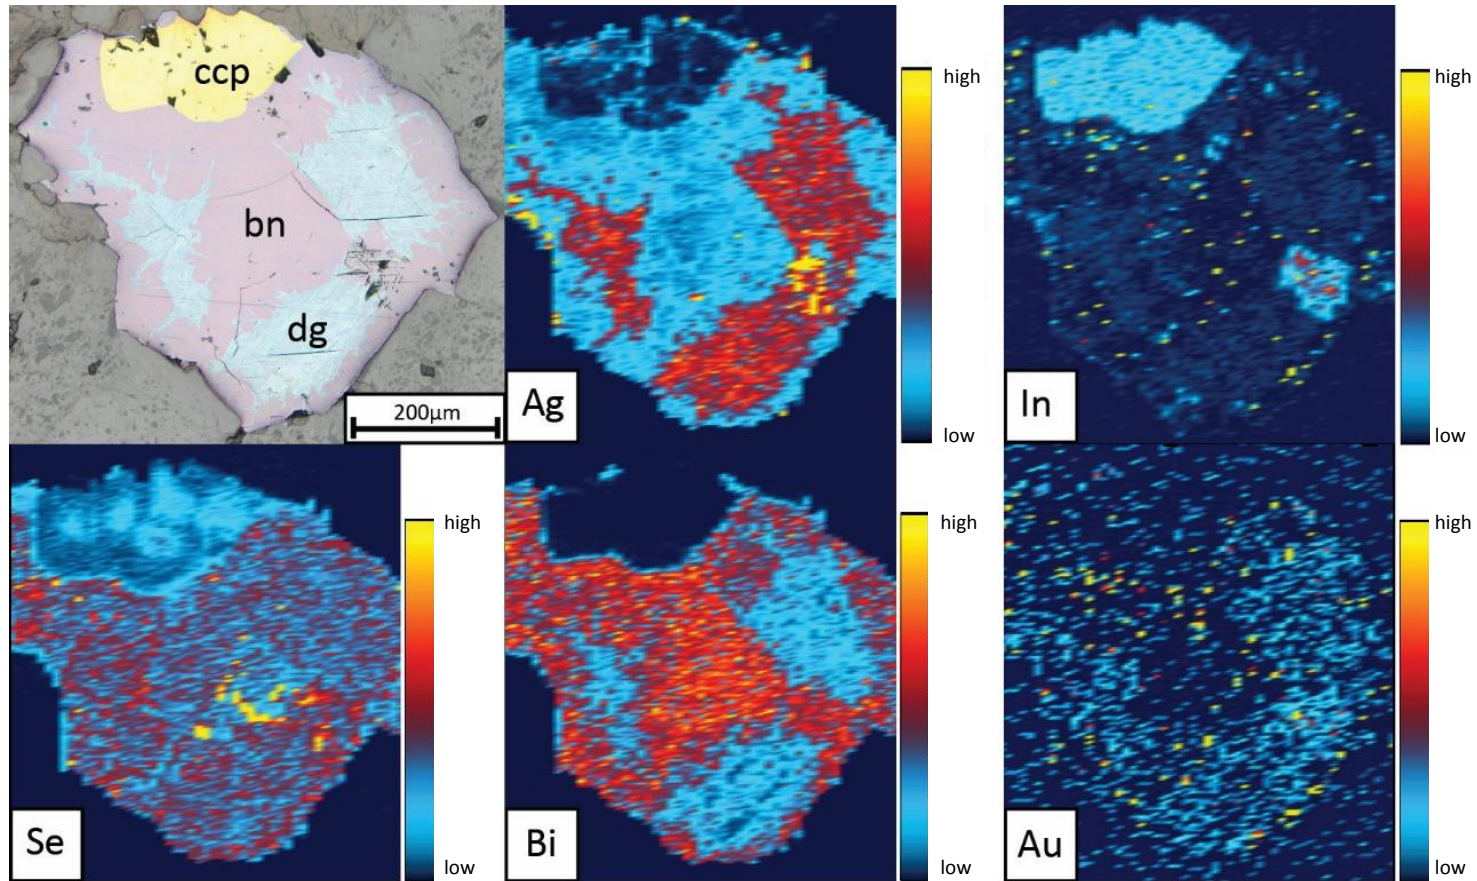 ccp
bn
dg
200μm
Ag
high
low
In
high
low
Se
high
low
Bi
high
low
Au
high
low